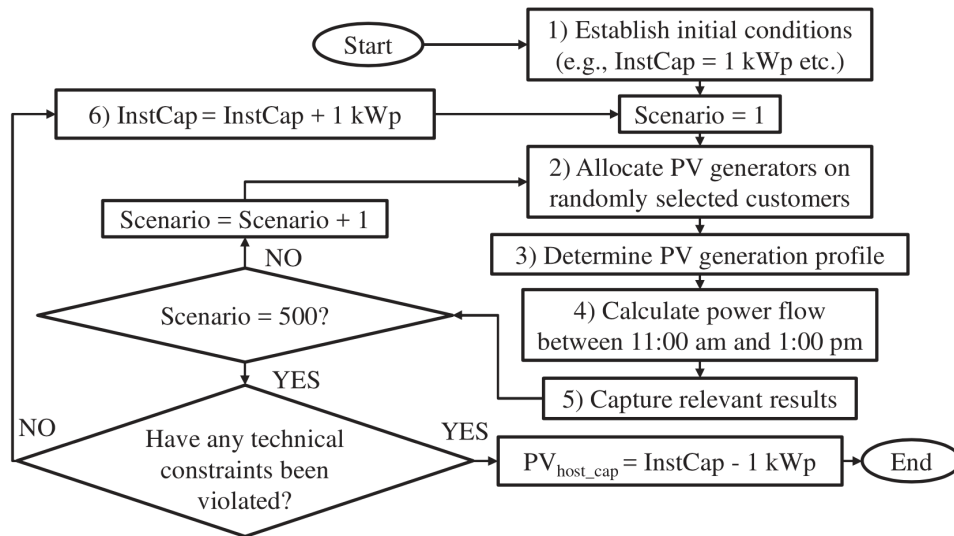 Start
1) Establish initial conditions
(e.g., InstCap = 1 kWp etc.)
6) InstCap = InstCap + 1 kWp
Scenario = 1
2) Allocate PV generators on
randomly selected customers
Scenario = Scenario + 1
3) Determine PV generation profile
NO
Scenario = 500?
4) Calculate power flow
between 11:00 am and 1:00 pm
YES
5) Capture relevant results
NO
Have any technical
constraints been
violated?
YES
PVhost_cap = InstCap - 1 kWp
End